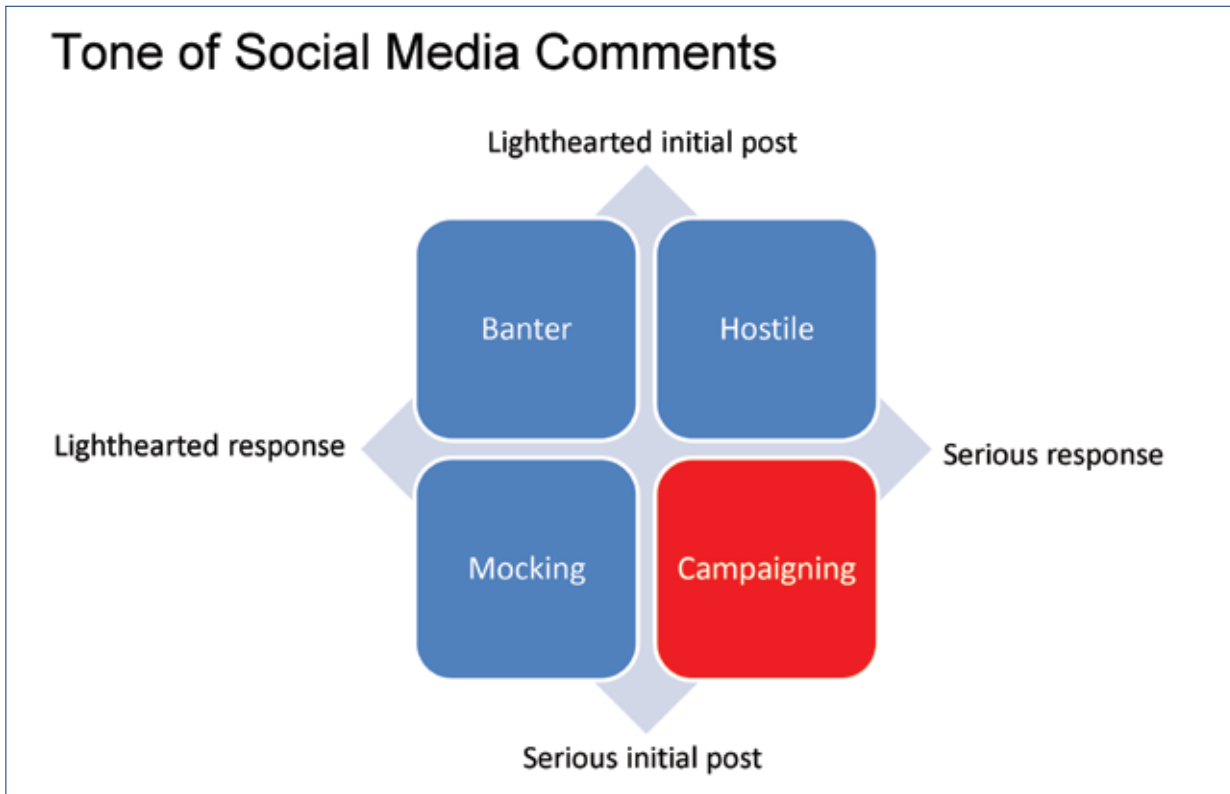 Tone of Social Media Comments
Lighthearted initial post
Banter
Hostile
Lighthearted response
Serious response
Mocking
Campaigning
Serious initial post